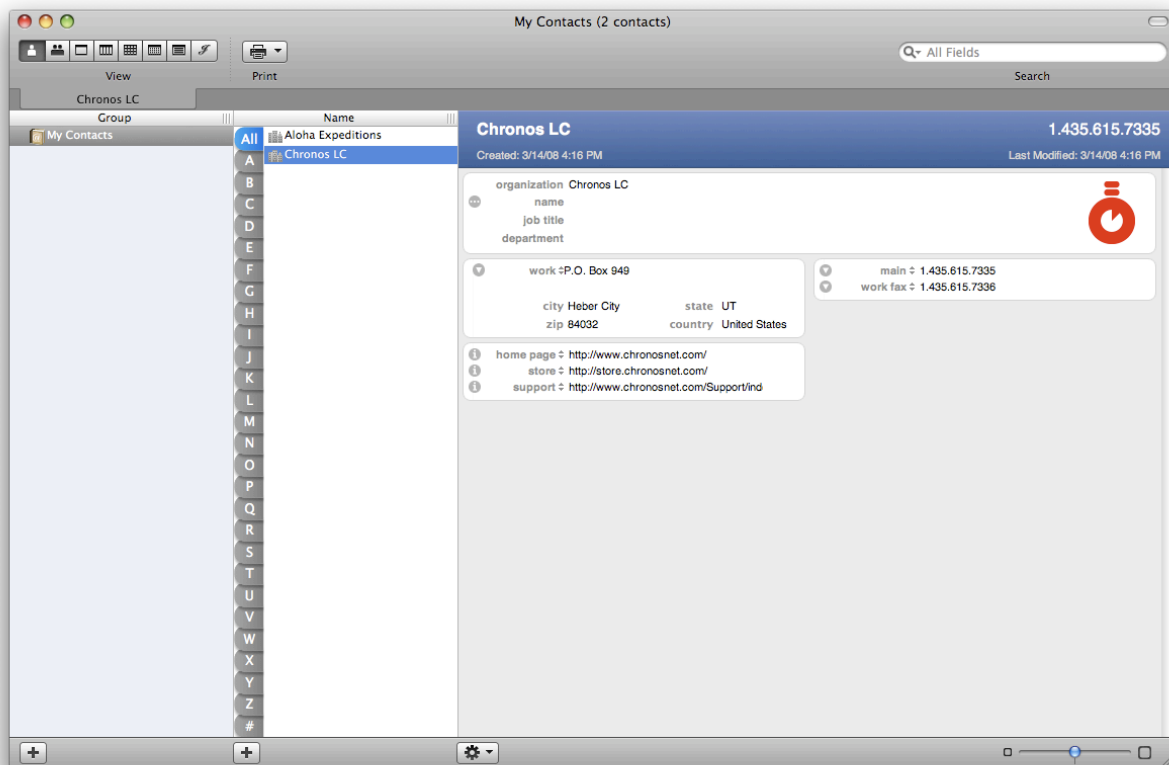 My Contacts (2 contacts)
All Fields
View
Print
Search
Chronos LC
Group
Name
My Contacts
All
A
B
C
D
E
F
G
H
I
J
K
L
M
N
O
P
Q
R
S
T
U
V
W
X
Y
Z
#
Aloha Expeditions
Chronos LC
Chronos LC 1.435.615.7335
Created: 3/14/08 4:16 PM Last Modified: 3/14/08 4:16 PM
organization Chronos LC
name
job title
department
work P.O. Box 949
city Heber City state UT
zip 84032 country United States
main 1.435.615.7335
work fax 1.435.615.7336
home page http://www.chronosnet.com/
store http://store.chronosnet.com/
support http://www.chronosnet.com/Support/ind